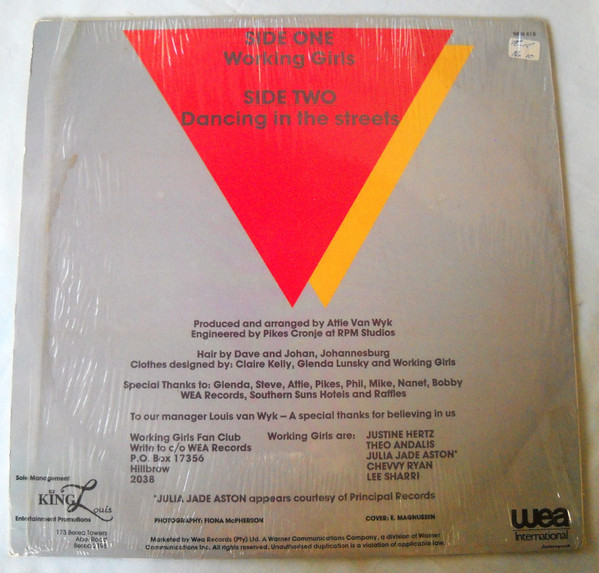 SIDE ONE
Working Girls
SIDE TWO
Dancing in the streets
Produced and arranged by Attie Van Wyk
Engineered by Pikes Cronje at RPM Studios
Hair by Dave and Johan, Johannesburg
Clothes designed by: Claire Kelly, Glenda Lunsky and Working Girls
Special Thanks to: Glenda, Steve, Attie, Pikes, Phil, Mike, Nanet, Bobby
WEA Records, Southern Suns Hotels and Raffles
To our manager Louis van Wyk – A special thanks for believing in us
Working Girls Fan Club
Write to c/o WEA Records
P.O. Box 17356
Hillbrow
2038
Working Girls are: JUSTINE HERTZ
THEO ANDALIS
JULIA JADE ASTON*
CHEVVY RYAN
LEE SHARRI
*JULIA JADE ASTON appears courtesy of Principal Records
Sole Management
KING Louis
Entertainment Promotions
173 Berea Towers
Abel Road
Berea
PHOTOGRAPHY: FIONA McPHERSON
COVER: E. MAGNUSSEN
Marketed by Wea Records (Pty) Ltd. A Warner Communications Company, a division of Warner
Communications Inc. All rights reserved. Unauthorised duplication is a violation of applicable law.
wea
International